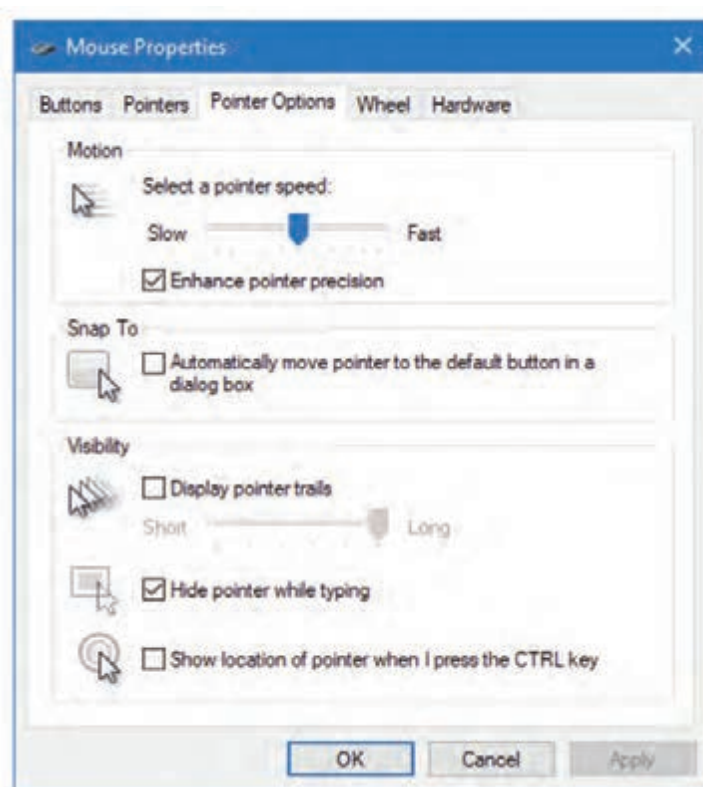 Mouse Properties
Buttons Pointers Pointer Options Wheel Hardware
Motion
Select a pointer speed:
Slow Fast
Enhance pointer precision
Snap To
Automatically move pointer to the default button in a
dialog box
Visibility
Display pointer trails
Short Long
Hide pointer while typing
Show location of pointer when I press the CTRL key
OK Cancel Apply